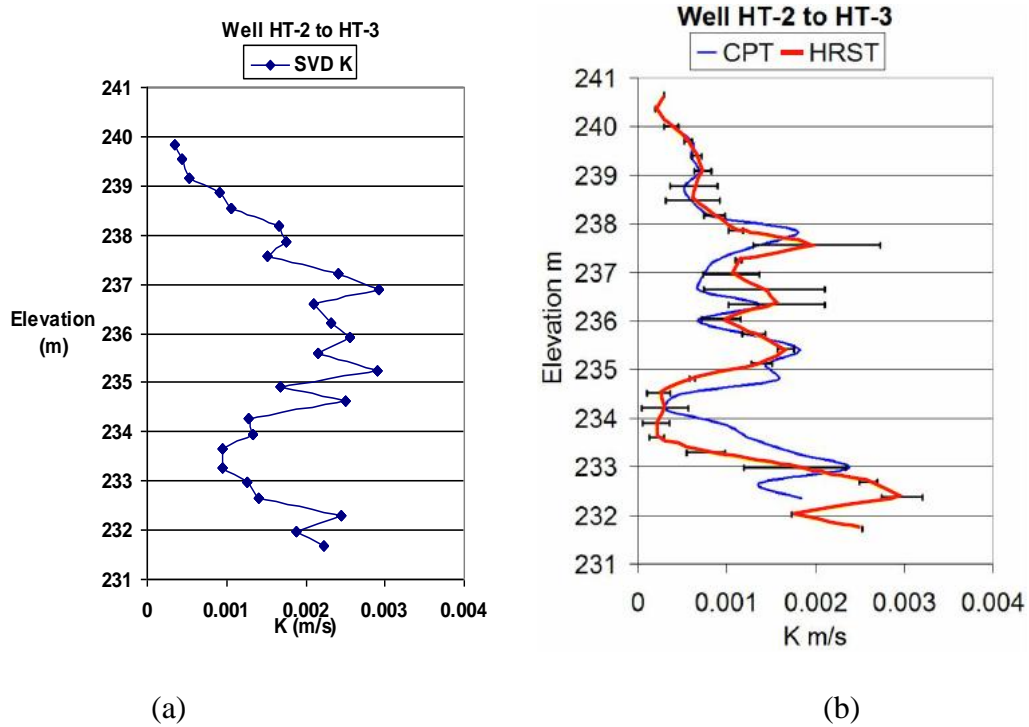 Well HT-2 to HT-3
SVD K
241
240
239
238
237
236
235
234
233
232
231
Elevation
(m)
0 0.001 0.002 0.003 0.004
K (m/s)
(a)
Well HT-2 to HT-3
CPT HRST
241
240
239
238
237
236
235
234
233
232
231
Elevation m
0 0.001 0.002 0.003 0.004
K m/s
(b)